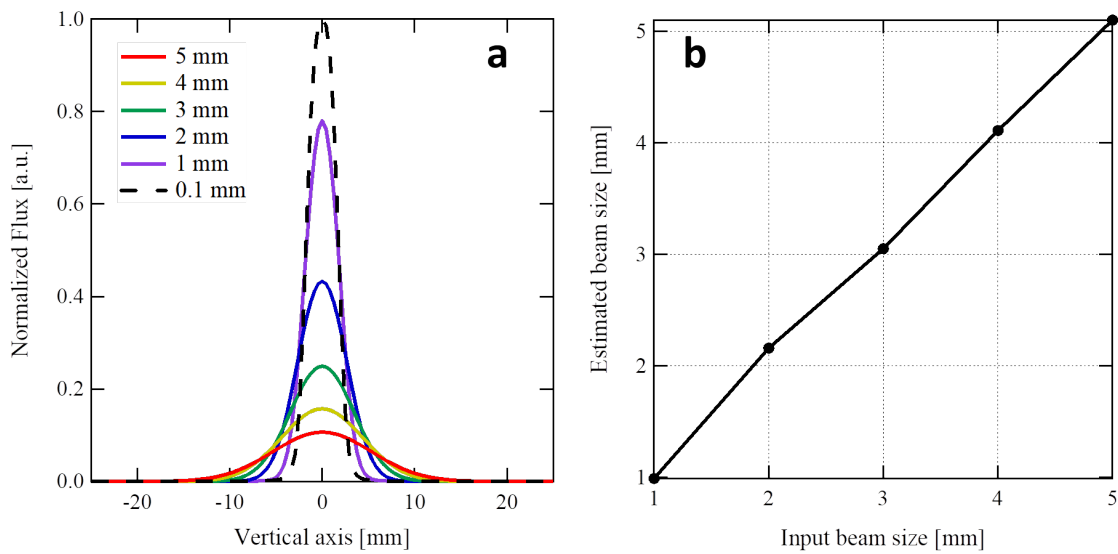 a
1.0
0.8
0.6
0.4
0.2
0.0
Normalized Flux [a.u.]
5 mm
4 mm
3 mm
2 mm
1 mm
0.1 mm
-20
-10
0
10
20
Vertical axis [mm]
b
5
4
3
2
1
Estimated beam size [mm]
1
2
3
4
5
Input beam size [mm]